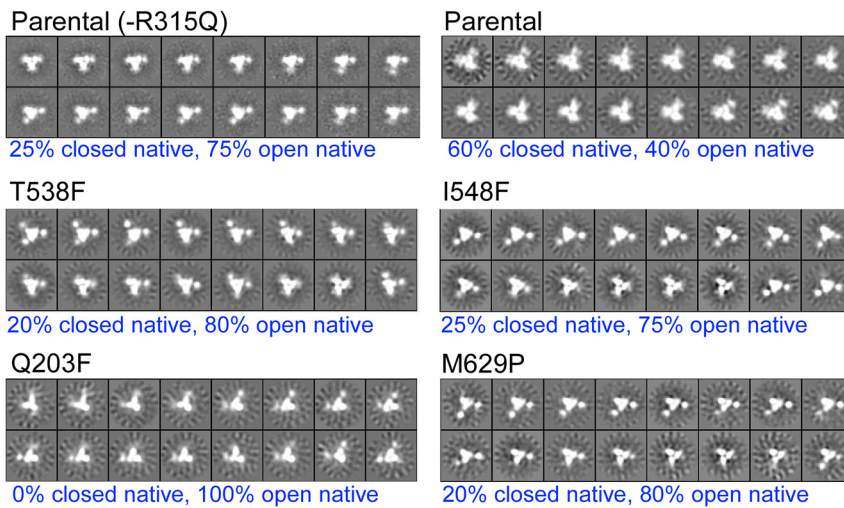 Parental (-R315Q)
25% closed native, 75% open native
Parental
60% closed native, 40% open native
T538F
20% closed native, 80% open native
I548F
25% closed native, 75% open native
Q203F
0% closed native, 100% open native
M629P
20% closed native, 80% open native